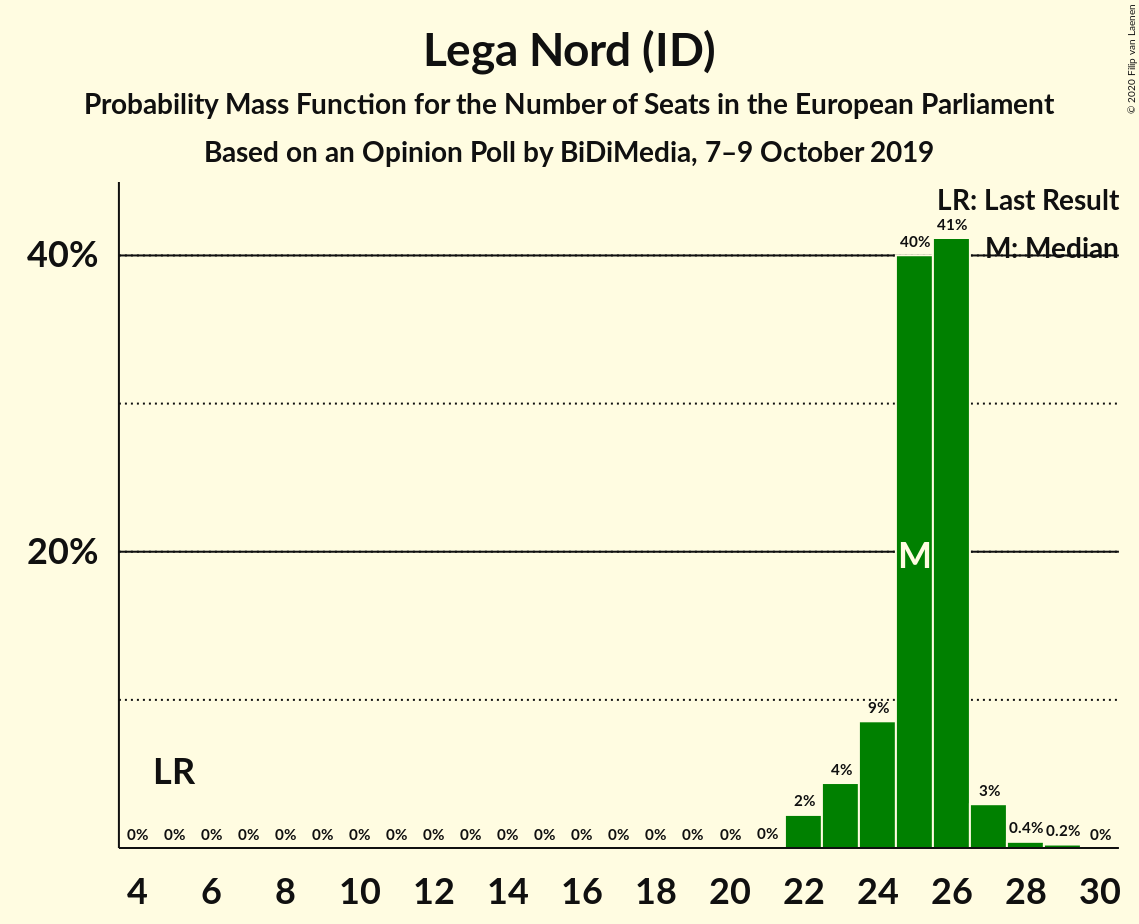 Lega Nord (ID)
Probability Mass Function for the Number of Seats in the European Parliament
Based on an Opinion Poll by BiDiMedia, 7–9 October 2019
© 2020 Filip van Laenen
LR: Last Result
M: Median
40%
20%
LR
M
0% 0% 0% 0% 0% 0% 0% 0% 0% 0% 0% 0% 0% 0% 0% 0% 0% 0% 2% 4% 9% 40% 41% 3% 0.4% 0.2% 0%
4 6 8 10 12 14 16 18 20 22 24 26 28 30